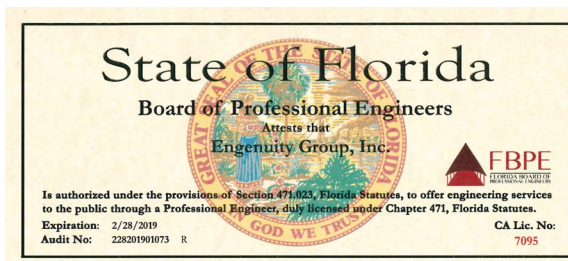 State of Florida
Board of Professional Engineers
Attests that
Engenuity Group, Inc.
FBPE
FLORIDA BOARD OF
PROFESSIONAL ENGINEERS
Is authorized under the provisions of Section 471.023, Florida Statutes, to offer engineering services
to the public through a Professional Engineer, duly licensed under Chapter 471, Florida Statutes.
Expiration: 2/28/2019
CA Lic. No:
Audit No: 228201901073 R
7095
GREAT SEAL OF THE STATE OF FLORIDA
IN GOD WE TRUST